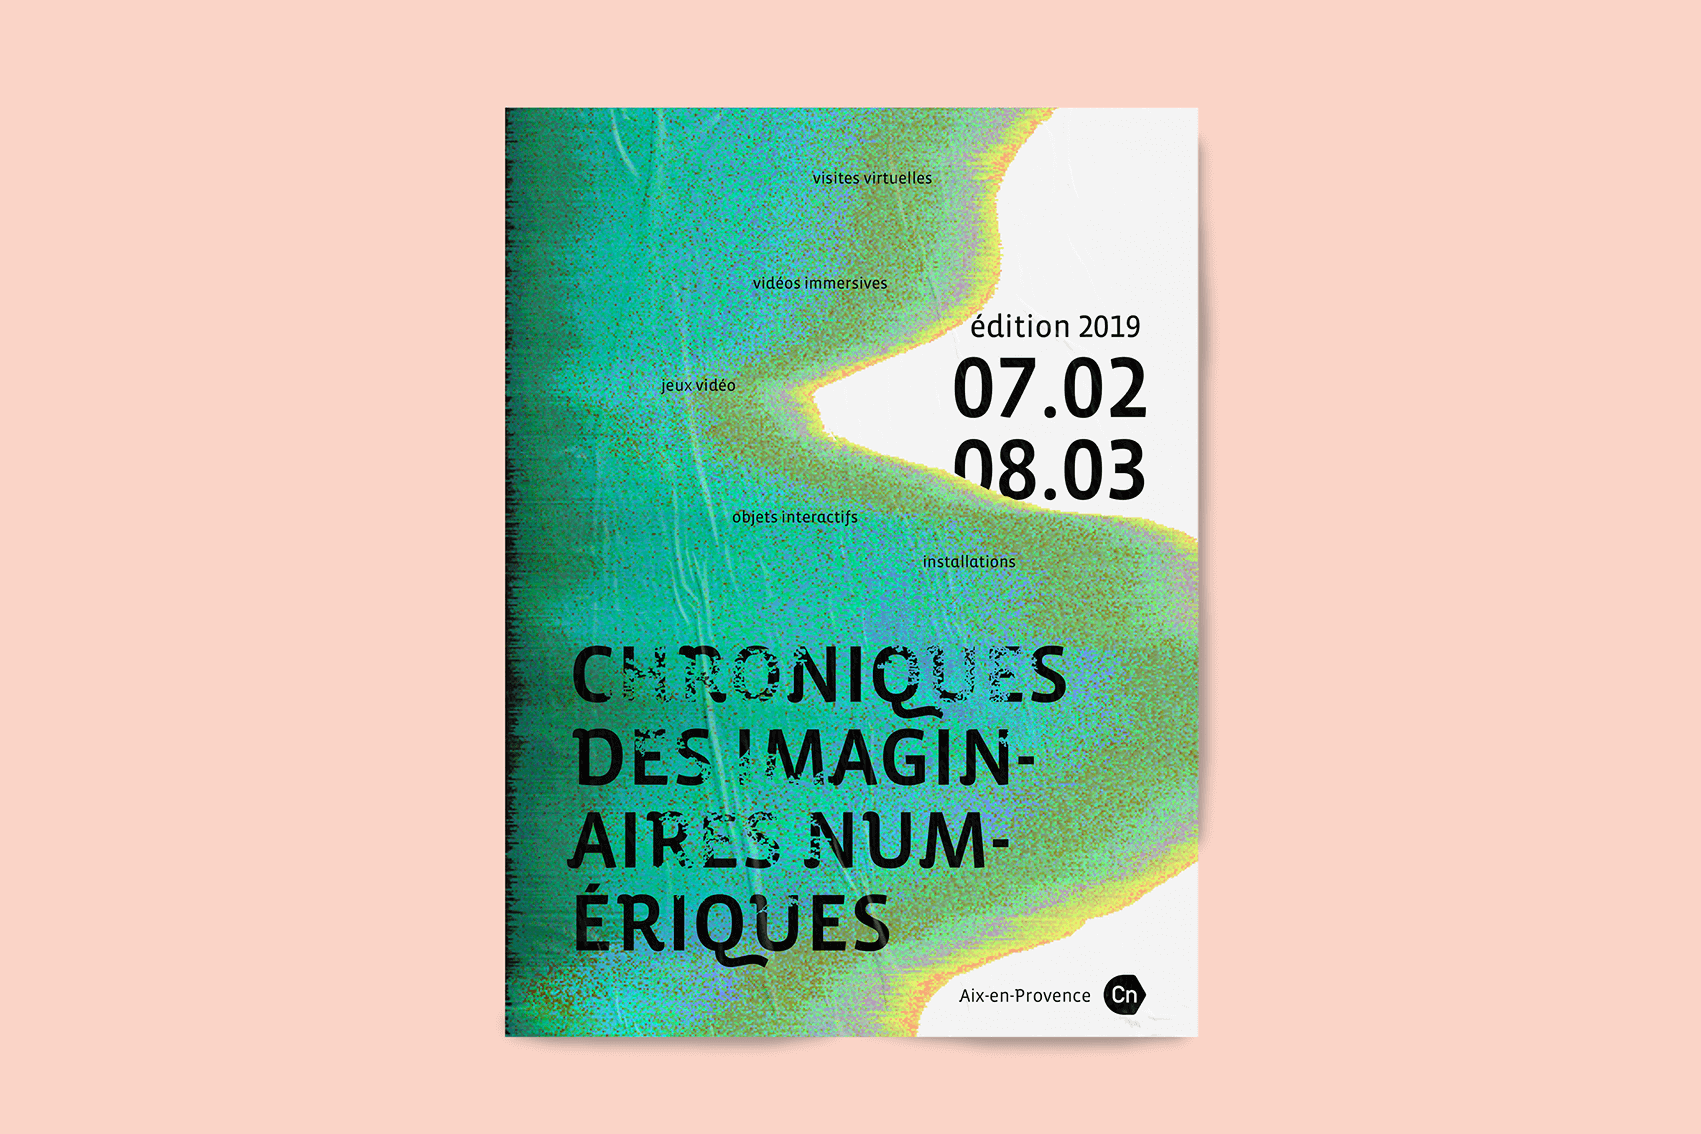 visites virtuelles
vidéos immersives
édition 2019
07.02
08.03
jeux vidéo
objets interactifs
installations
CHRONIQUES
DES IMAGIN-
AIRES NUM-
ÉRIQUES
Aix-en-Provence Cn